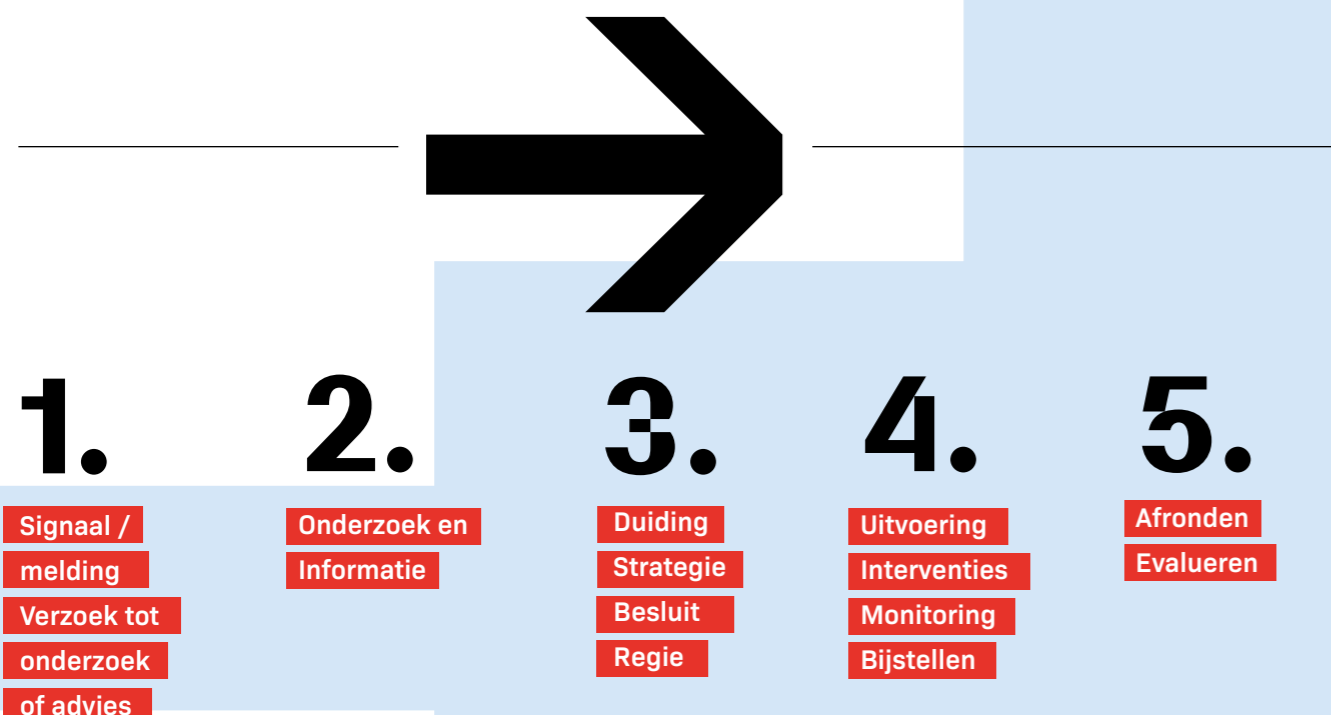 1.
Signaal /
melding
Verzoek tot
onderzoek
of advies
2.
Onderzoek en
Informatie
3.
Duiding
Strategie
Besluit
Regie
4.
Uitvoering
Interventies
Monitoring
Bijstellen
5.
Afronden
Evalueren